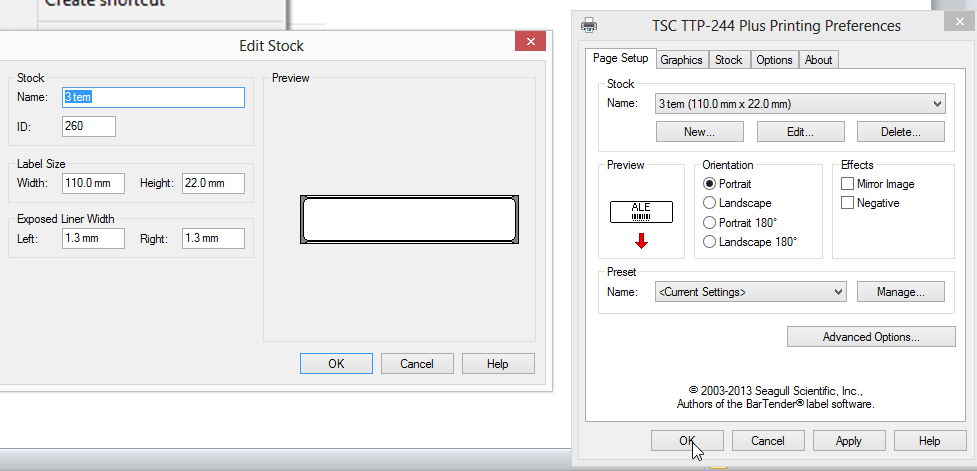 Create shortcut
Edit Stock
Stock
Name: 3 tem
ID: 260
Label Size
Width: 110.0 mm Height: 22.0 mm
Exposed Liner Width
Left: 1.3 mm Right: 1.3 mm
Preview
OK Cancel Help
TSC TTP-244 Plus Printing Preferences
Page Setup Graphics Stock Options About
Stock
Name: 3 tem (110.0 mm x 22.0 mm)
New... Edit... Delete...
Preview
ALE
Orientation
Portrait
Landscape
Portrait 180°
Landscape 180°
Effects
Mirror Image
Negative
Preset
Name: <Current Settings> Manage...
Advanced Options...
© 2003-2013 Seagull Scientific, Inc.,
Authors of the BarTender® label software.
OK Cancel Apply Help